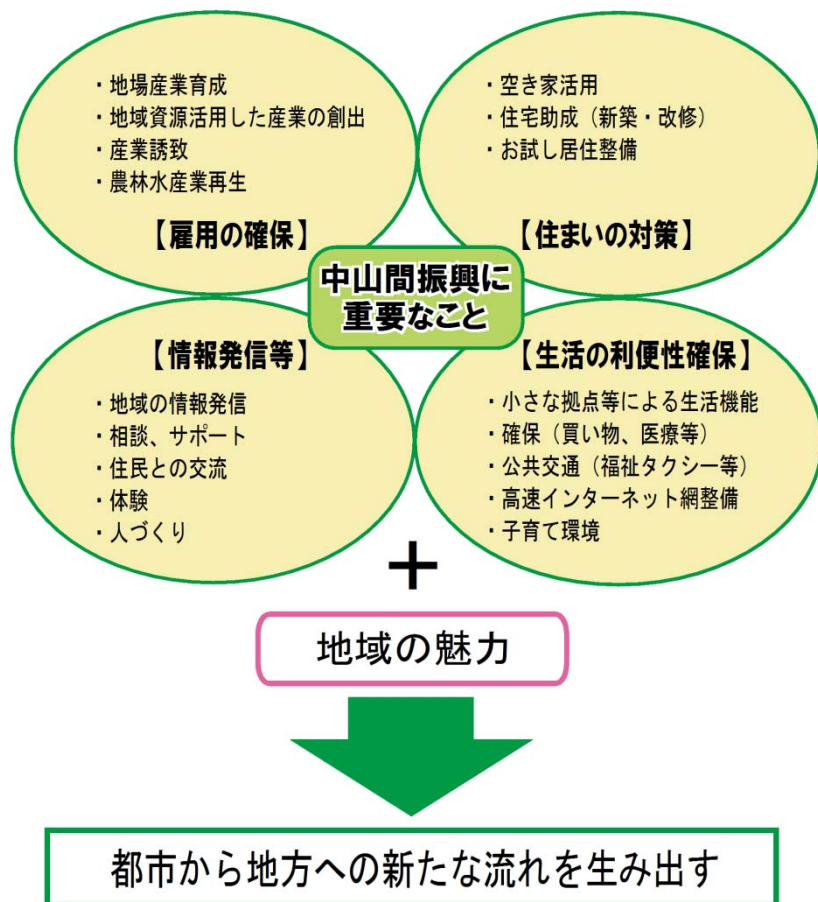 ・地場産業育成
・地域資源活用した産業の創出
・産業誘致
・農林水産業再生
【雇用の確保】
・空き家活用
・住宅助成（新築・改修）
・お試し居住整備
【住まいの対策】
中山間振興に
重要なこと
【情報発信等】
・地域の情報発信
・相談、サポート
・住民との交流
・体験
・人づくり
【生活の利便性確保】
・小さな拠点等による生活機能
・確保（買い物、医療等）
・公共交通（福祉タクシー等）
・高速インターネット網整備
・子育て環境
＋
地域の魅力
都市から地方への新たな流れを生み出す